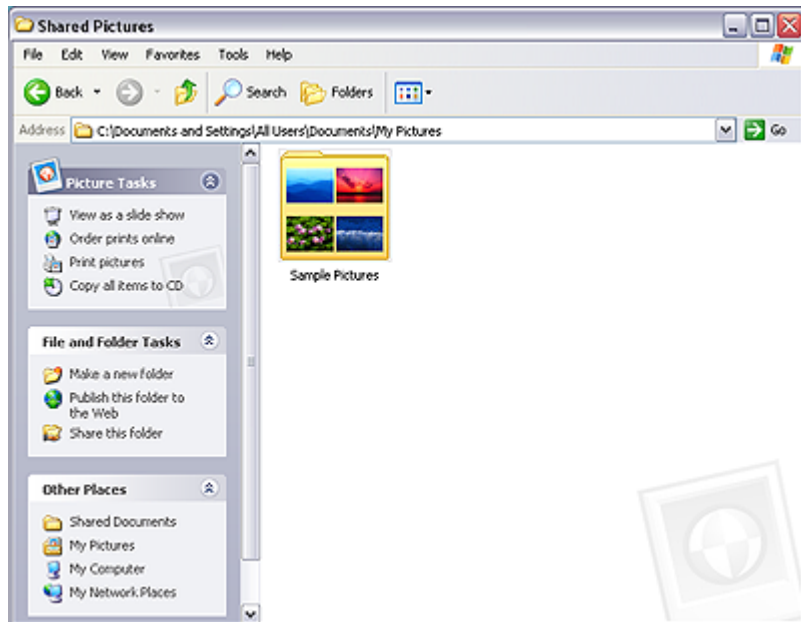 Shared Pictures
File Edit View Favorites Tools Help
Back Search Folders
Address C:\Documents and Settings\All Users\Documents\My Pictures Go
Picture Tasks
View as a slide show
Order prints online
Print pictures
Copy all items to CD
Sample Pictures
File and Folder Tasks
Make a new folder
Publish this folder to
the Web
Share this folder
Other Places
Shared Documents
My Pictures
My Computer
My Network Places